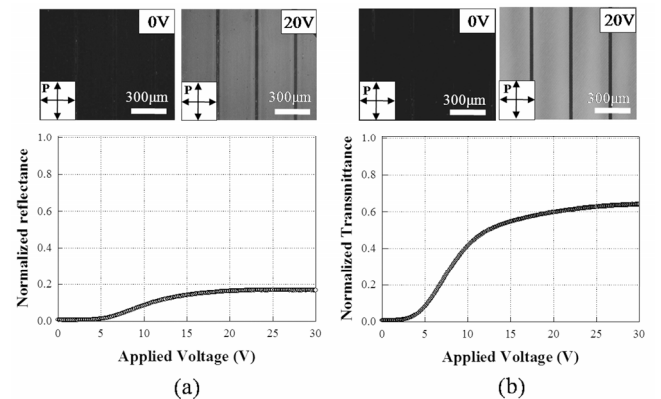 0V
20V
P
300μm
P
300μm
0V
20V
P
300μm
P
300μm
Normalized reflectance
1.0
0.8
0.6
0.4
0.2
0.0
0 5 10 15 20 25 30
Applied Voltage (V)
(a)
Normalized Transmittance
1.0
0.8
0.6
0.4
0.2
0.0
0 5 10 15 20 25 30
Applied Voltage (V)
(b)